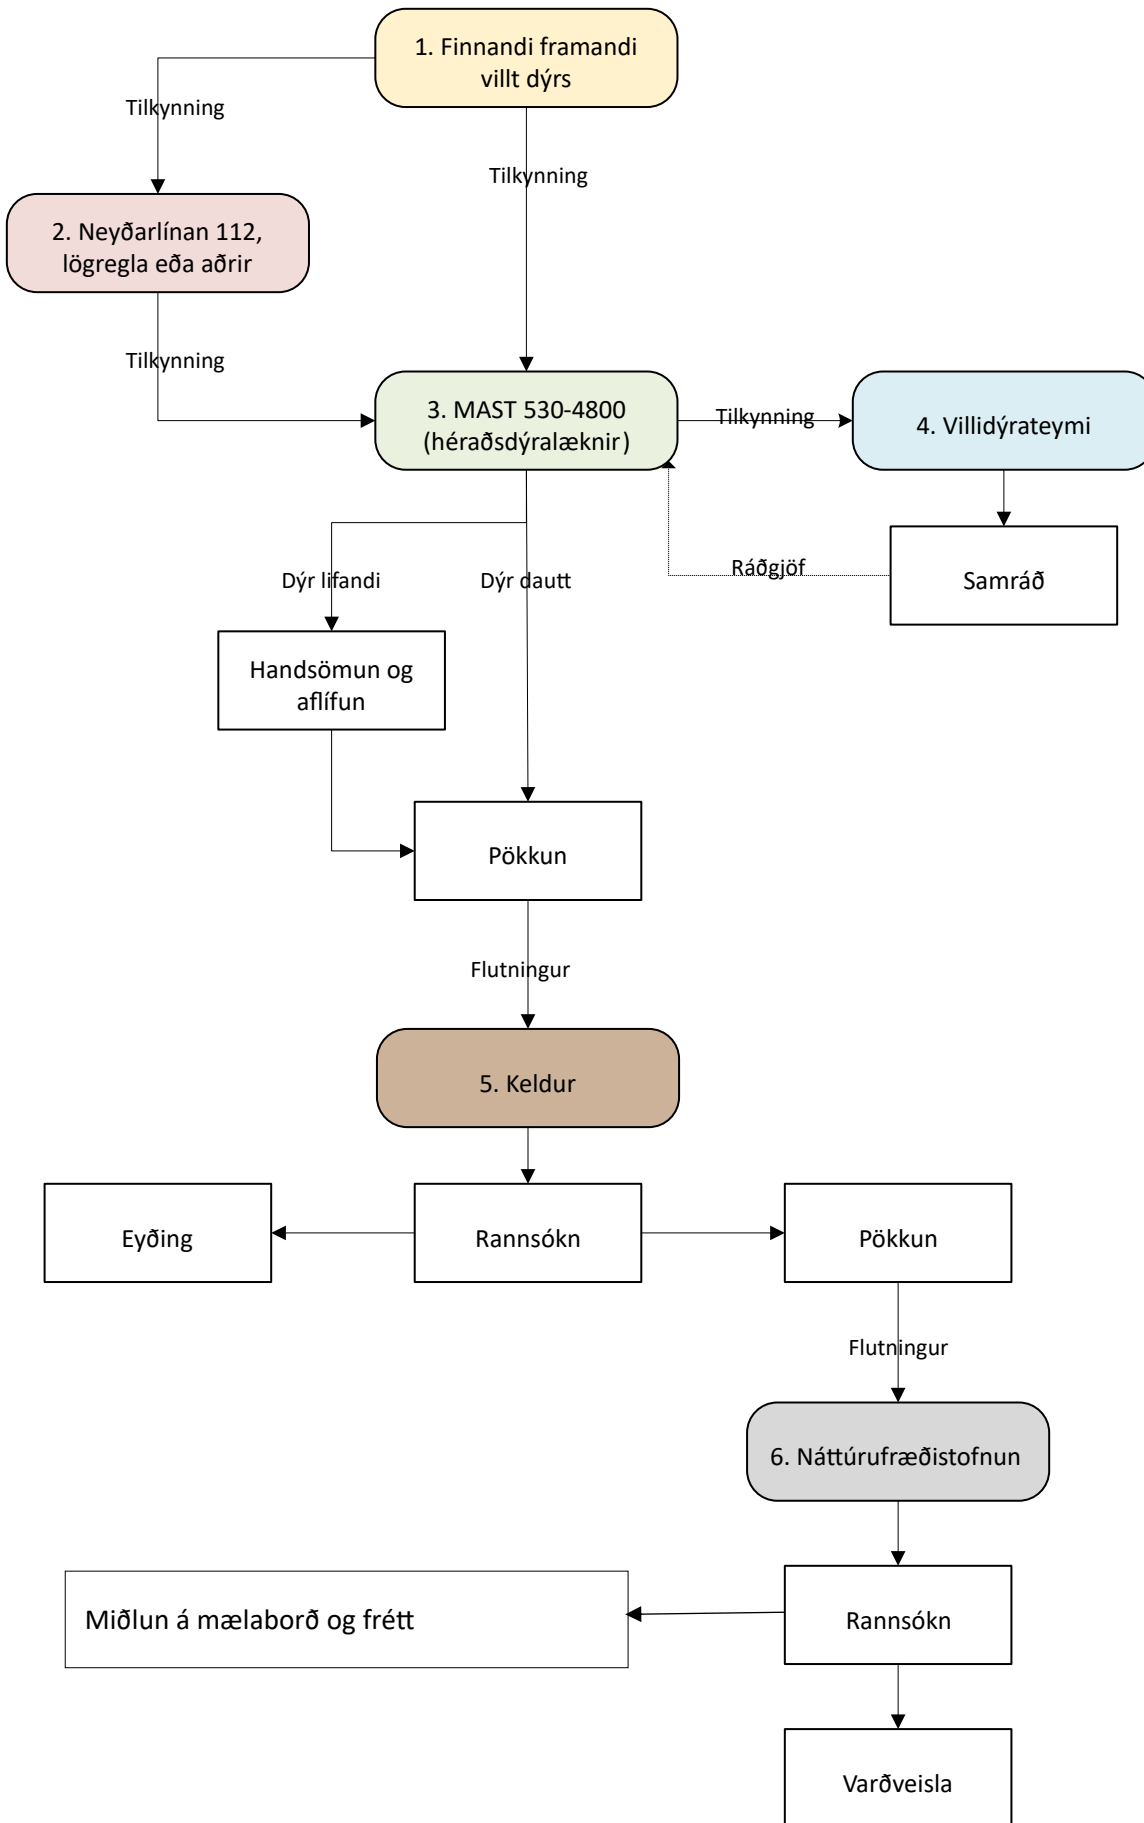 1. Finnandi framandi
villt dýrs
Tilkynning
Tilkynning
2. Neyðarlínan 112,
lögregla eða aðrir
Tilkynning
3. MAST 530-4800
(héraðsdýralæknir)
Tilkynning
4. Villidýrateymi
Ráðgjöf
Samráð
Dýr lifandi
Dýr dautt
Handsömun og
aflífun
Pökkun
Flutningur
5. Keldur
Eyðing
Rannsókn
Pökkun
Flutningur
6. Náttúrufræðistofnun
Miðlun á mælaborð og frétt
Rannsókn
Varðveisla